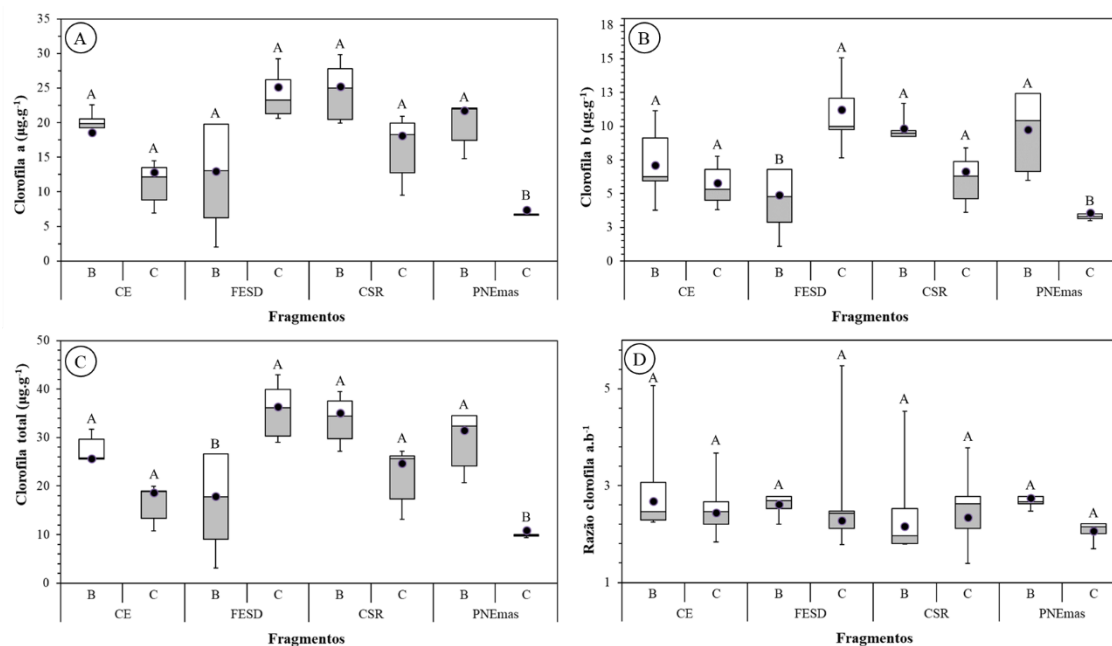 A
Clorofila a (µg.g⁻¹)
35
30
25
20
15
10
5
0
A A B A A A A B
B C B C B C B C
CE FESD CSR PNEmas
Fragmentos
B
Clorofila b (µg.g⁻¹)
18
15
13
10
8
5
3
0
A A B A A A A B
B C B C B C B C
CE FESD CSR PNEmas
Fragmentos
C
Clorofila total (µg.g⁻¹)
50
40
30
20
10
0
A A B A A A A B
B C B C B C B C
CE FESD CSR PNEmas
Fragmentos
D
Razão clorofila a.b⁻¹
5
3
1
A A A A A A A A
B C B C B C B C
CE FESD CSR PNEmas
Fragmentos